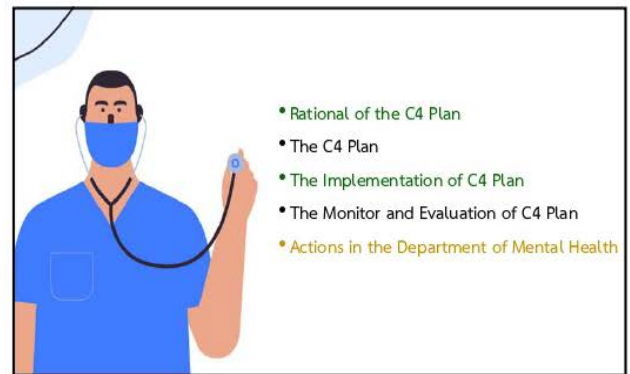 • Rational of the C4 Plan
• The C4 Plan
• The Implementation of C4 Plan
• The Monitor and Evaluation of C4 Plan
• Actions in the Department of Mental Health